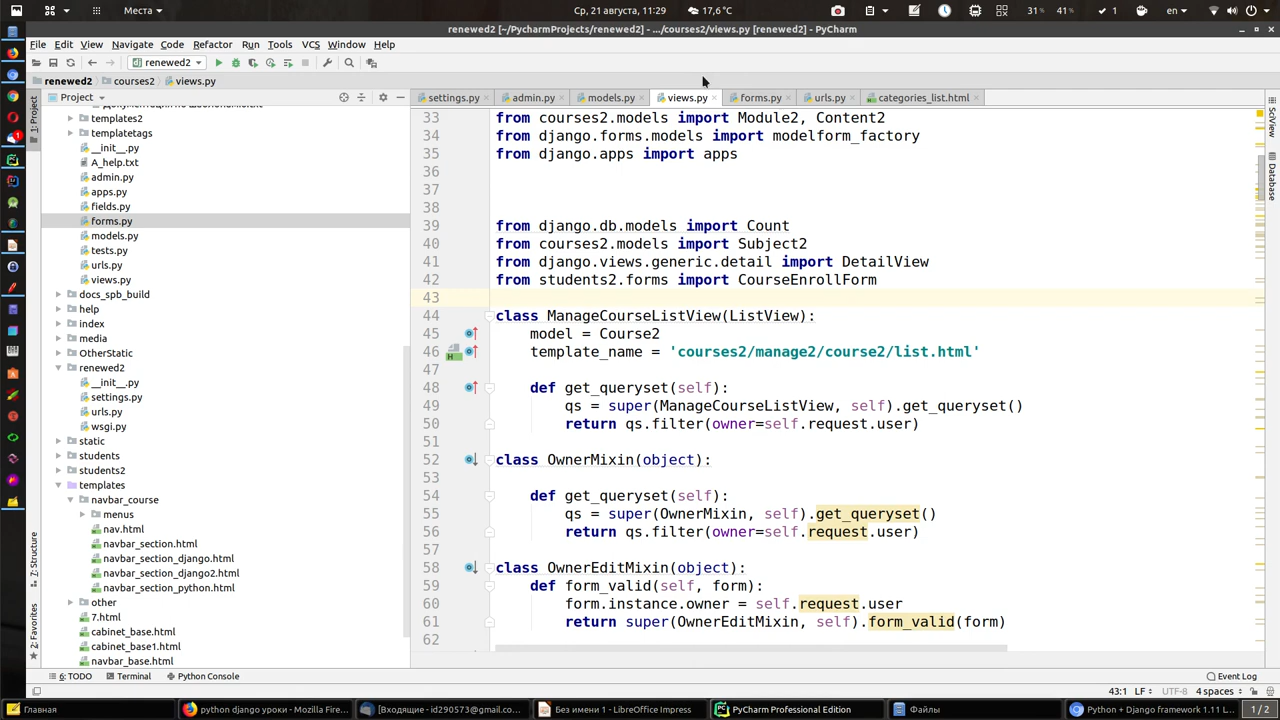 Места
Ср, 21 августа, 11:29
17,6°C
31%
41%
1
en
renewed2 [~/PycharmProjects/renewed2] - .../courses2/views.py [renewed2] - PyCharm
File Edit View Navigate Code Refactor Run Tools VCS Window Help
renewed2
renewed2 courses2 views.py
Project
settings.py admin.py models.py views.py forms.py urls.py categories_list.html
1: Project
7: Structure
2: Favorites
SciView
Database
templates2
templatetags
__init__.py
A_help.txt
admin.py
apps.py
fields.py
forms.py
models.py
tests.py
urls.py
views.py
docs_spb_build
help
index
media
OtherStatic
renewed2
__init__.py
settings.py
urls.py
wsgi.py
static
students
students2
templates
navbar_course
menus
nav.html
navbar_section.html
navbar_section_django.html
navbar_section_django2.html
navbar_section_python.html
other
7.html
cabinet_base.html
cabinet_base1.html
navbar_base.html
33 from courses2.models import Module2, Content2
34 from django.forms.models import modelform_factory
35 from django.apps import apps
36
37
38
39 from django.db.models import Count
40 from courses2.models import Subject2
41 from django.views.generic.detail import DetailView
42 from students2.forms import CourseEnrollForm
43
44 class ManageCourseListView(ListView):
45 model = Course2
46 template_name = 'courses2/manage2/course2/list.html'
47
48 def get_queryset(self):
49 qs = super(ManageCourseListView, self).get_queryset()
50 return qs.filter(owner=self.request.user)
51
52 class OwnerMixin(object):
53
54 def get_queryset(self):
55 qs = super(OwnerMixin, self).get_queryset()
56 return qs.filter(owner=self.request.user)
57
58 class OwnerEditMixin(object):
59 def form_valid(self, form):
60 form.instance.owner = self.request.user
61 return super(OwnerEditMixin, self).form_valid(form)
62
6: TODO Terminal Python Console Event Log
43:1 LF UTF-8 4 spaces
Главная
python django уроки - Mozilla Fire...
[Входящие - id290573@gmail.co...
Без имени 1 - LibreOffice Impress
PyCharm Professional Edition
Файлы
Python + Django framework 1.11 L...
1/2